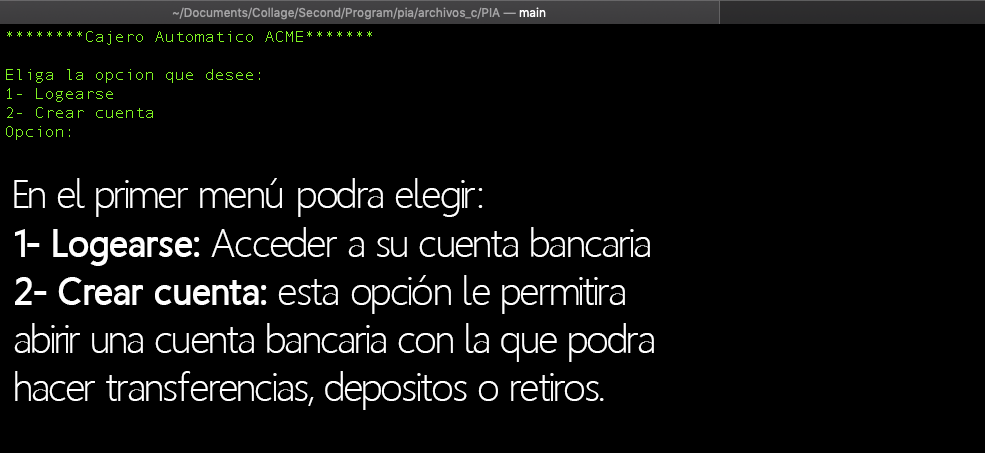 ~/Documents/Collage/Second/Program/pia/archivos_c/PIA — main
********Cajero Automatico ACME*******
Eliga la opcion que desee:
1- Logearse
2- Crear cuenta
Opcion:
En el primer menú podra elegir:
1- Logearse: Acceder a su cuenta bancaria
2- Crear cuenta: esta opción le permitira
abirir una cuenta bancaria con la que podra
hacer transferencias, depositos o retiros.